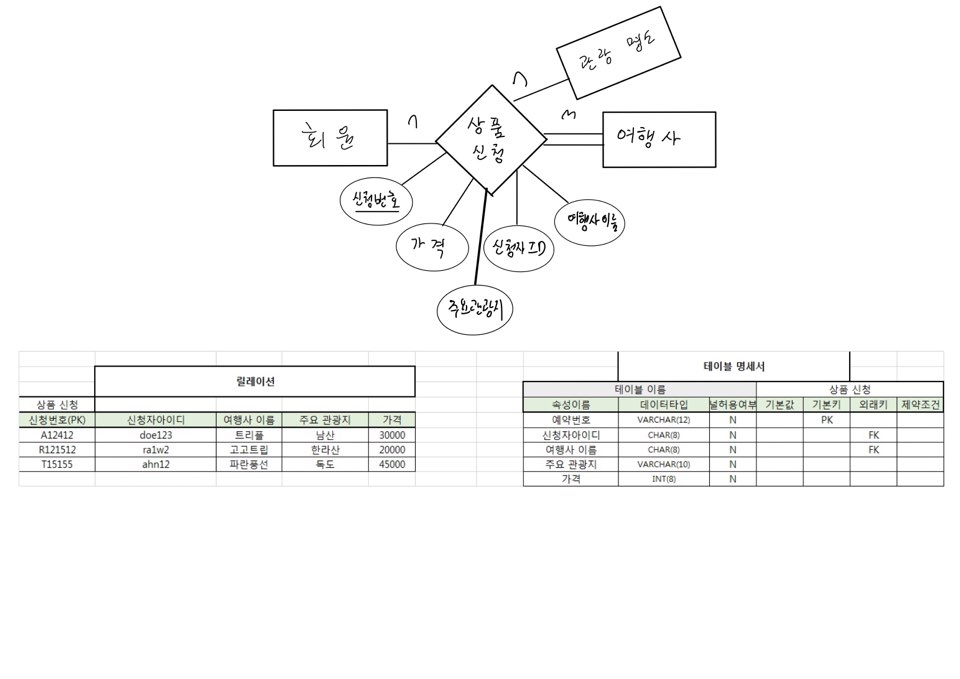 관광 명소
n
m
n
회원
상품
신청
여행사
신청번호
여행사 이름
가격
신청자 ID
주요관광지
테이블 명세서
릴레이션
테이블 이름 상품 신청
상품 신청
속성이름 데이터타입 널허용여부 기본값 기본키 외래키 제약조건
신청번호(PK) 신청자아이디 여행사 이름 주요 관광지 가격
예약번호 VARCHAR(12) N PK
A12412 doe123 트리플 남산 30000
신청자아이디 CHAR(8) N FK
R121512 ra1w2 고고트립 한라산 20000
여행사 이름 CHAR(8) N FK
T15155 ahn12 파란풍선 독도 45000
주요 관광지 VARCHAR(10) N
가격 INT(8) N